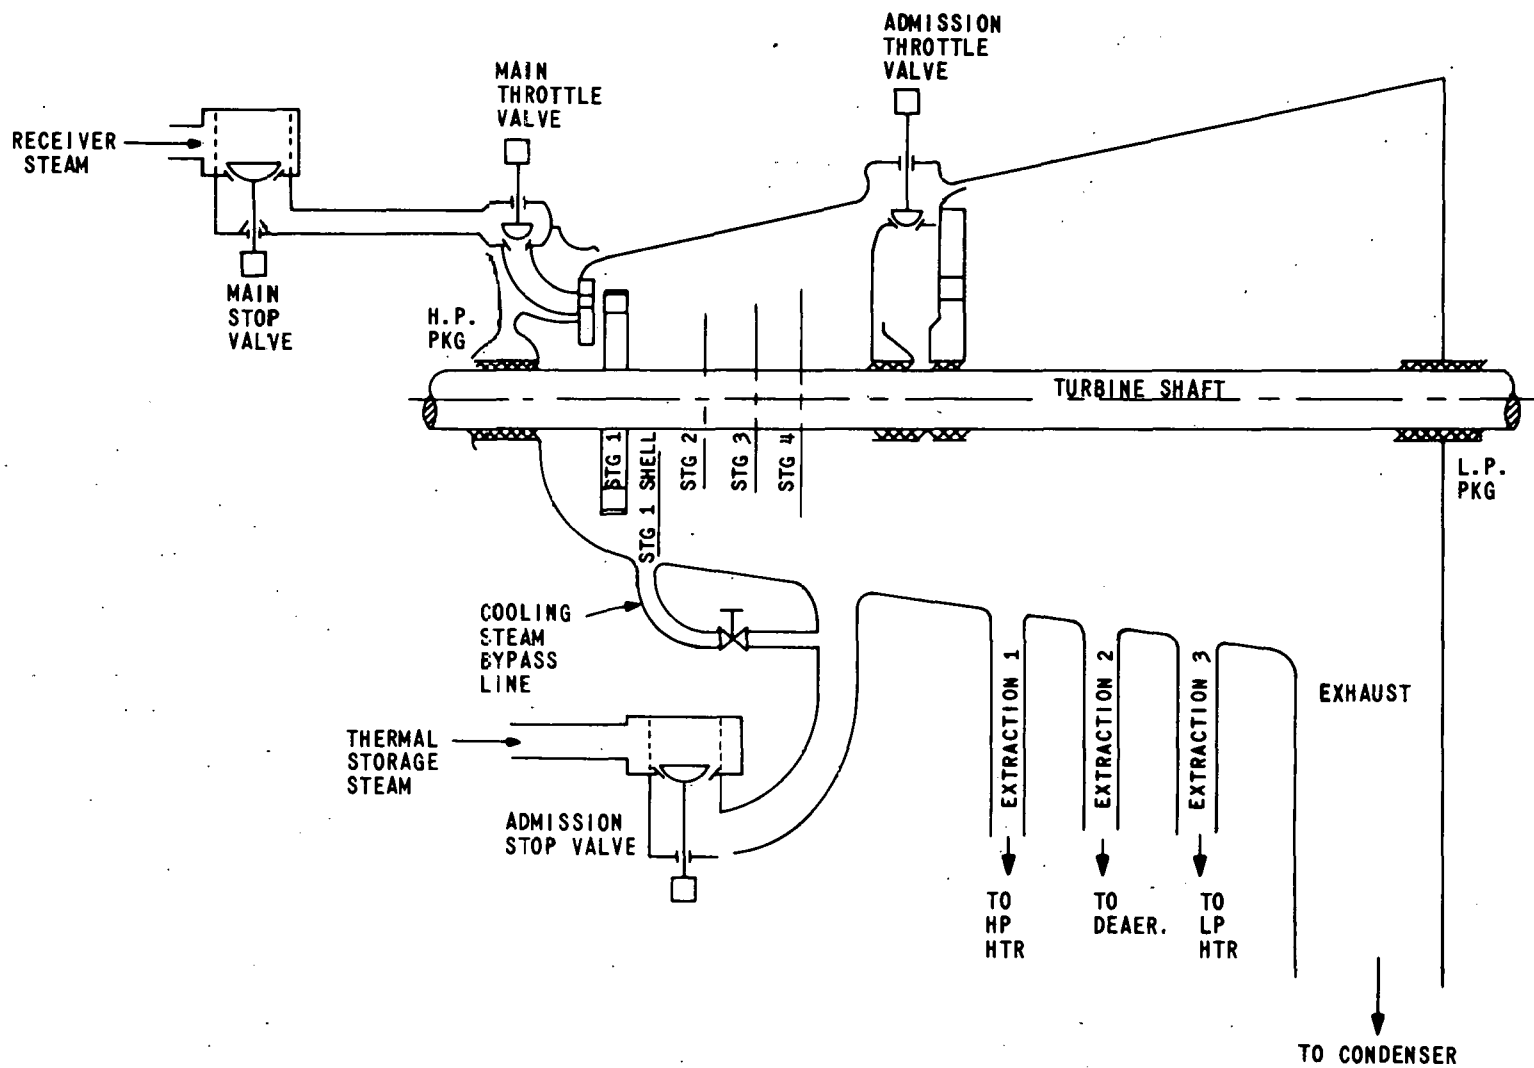 ADMISSION
THROTTLE
VALVE
MAIN
THROTTLE
VALVE
RECEIVER
STEAM
MAIN
STOP
VALVE
H.P.
PKG
TURBINE SHAFT
STG 1
STG 1 SHELL
STG 2
STG 3
STG 4
L.P.
PKG
COOLING
STEAM
BYPASS
LINE
EXTRACTION 1
EXTRACTION 2
EXTRACTION 3
EXHAUST
THERMAL
STORAGE
STEAM
ADMISSION
STOP VALVE
TO
HP
HTR
TO
DEAER.
TO
LP
HTR
TO CONDENSER